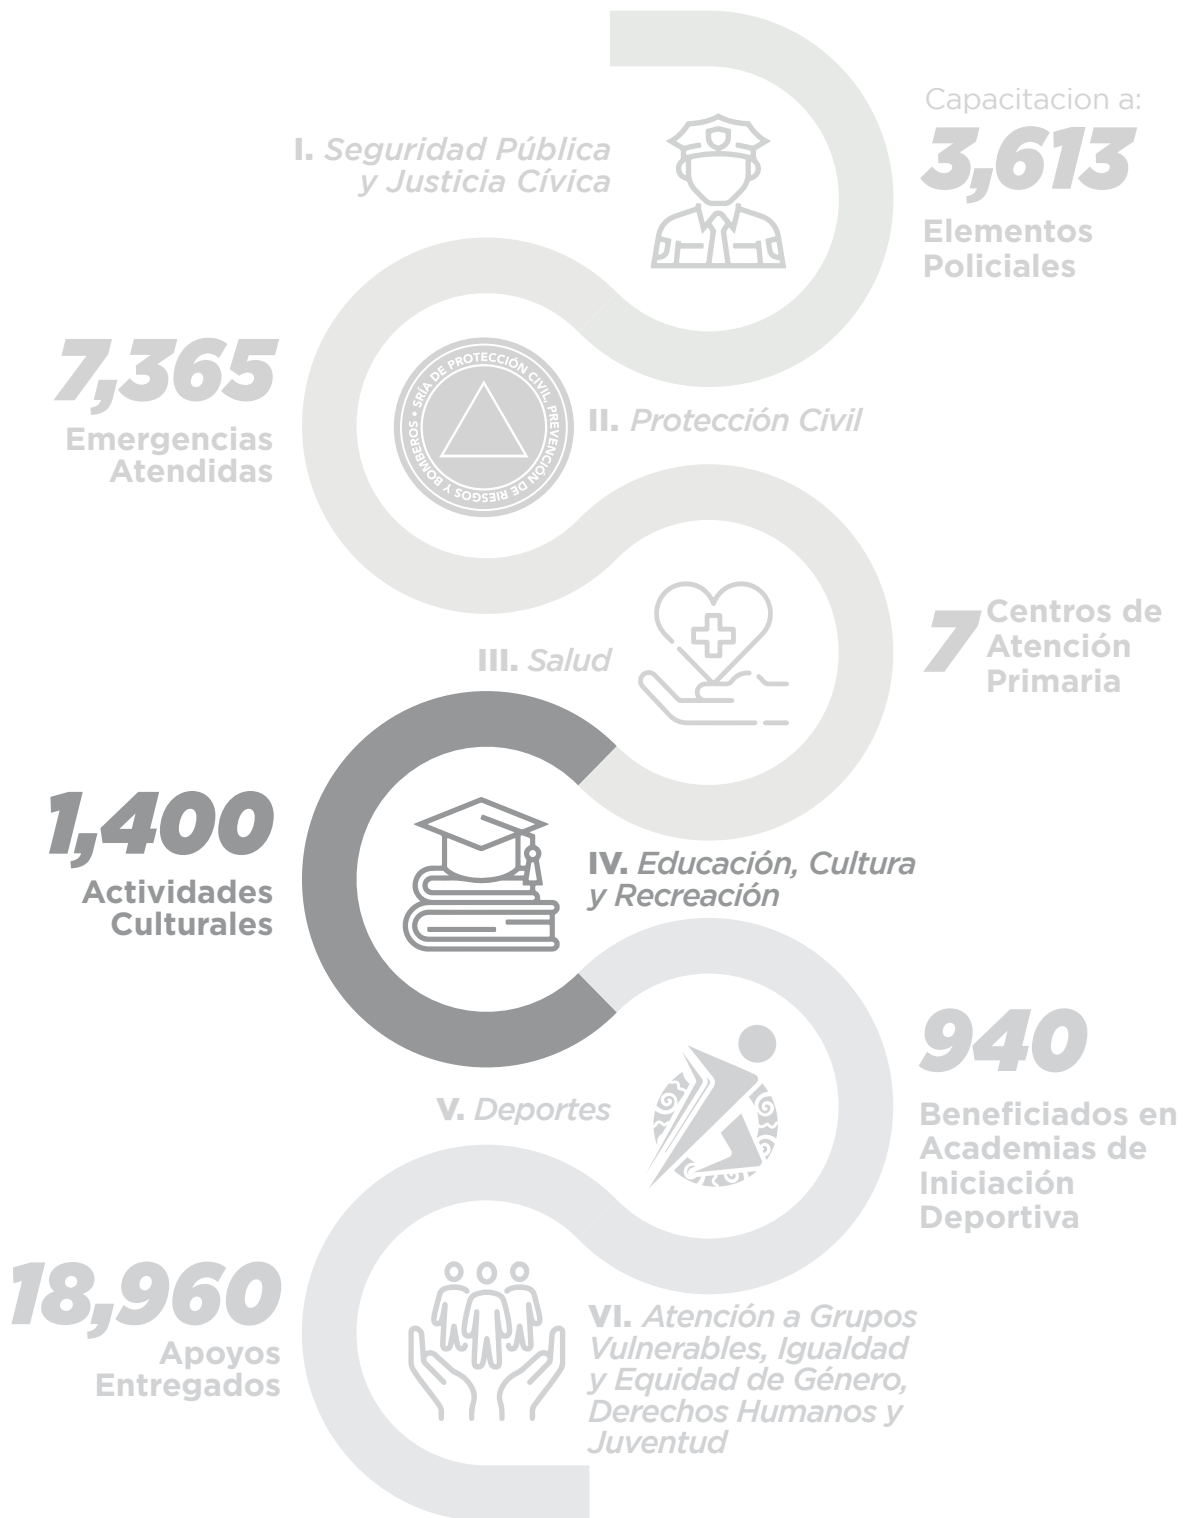 Capacitacion a:
3,613
Elementos
Policiales
I. Seguridad Pública
y Justicia Cívica
7,365
Emergencias
Atendidas
SRÍA DE PROTECCIÓN CIVIL, PREVENCIÓN DE RIESGOS Y BOMBEROS •
II. Protección Civil
III. Salud
7
Centros de
Atención
Primaria
1,400
Actividades
Culturales
IV. Educación, Cultura
y Recreación
940
Beneficiados en
Academias de
Iniciación
Deportiva
V. Deportes
18,960
Apoyos
Entregados
VI. Atención a Grupos
Vulnerables, Igualdad
y Equidad de Género,
Derechos Humanos y
Juventud